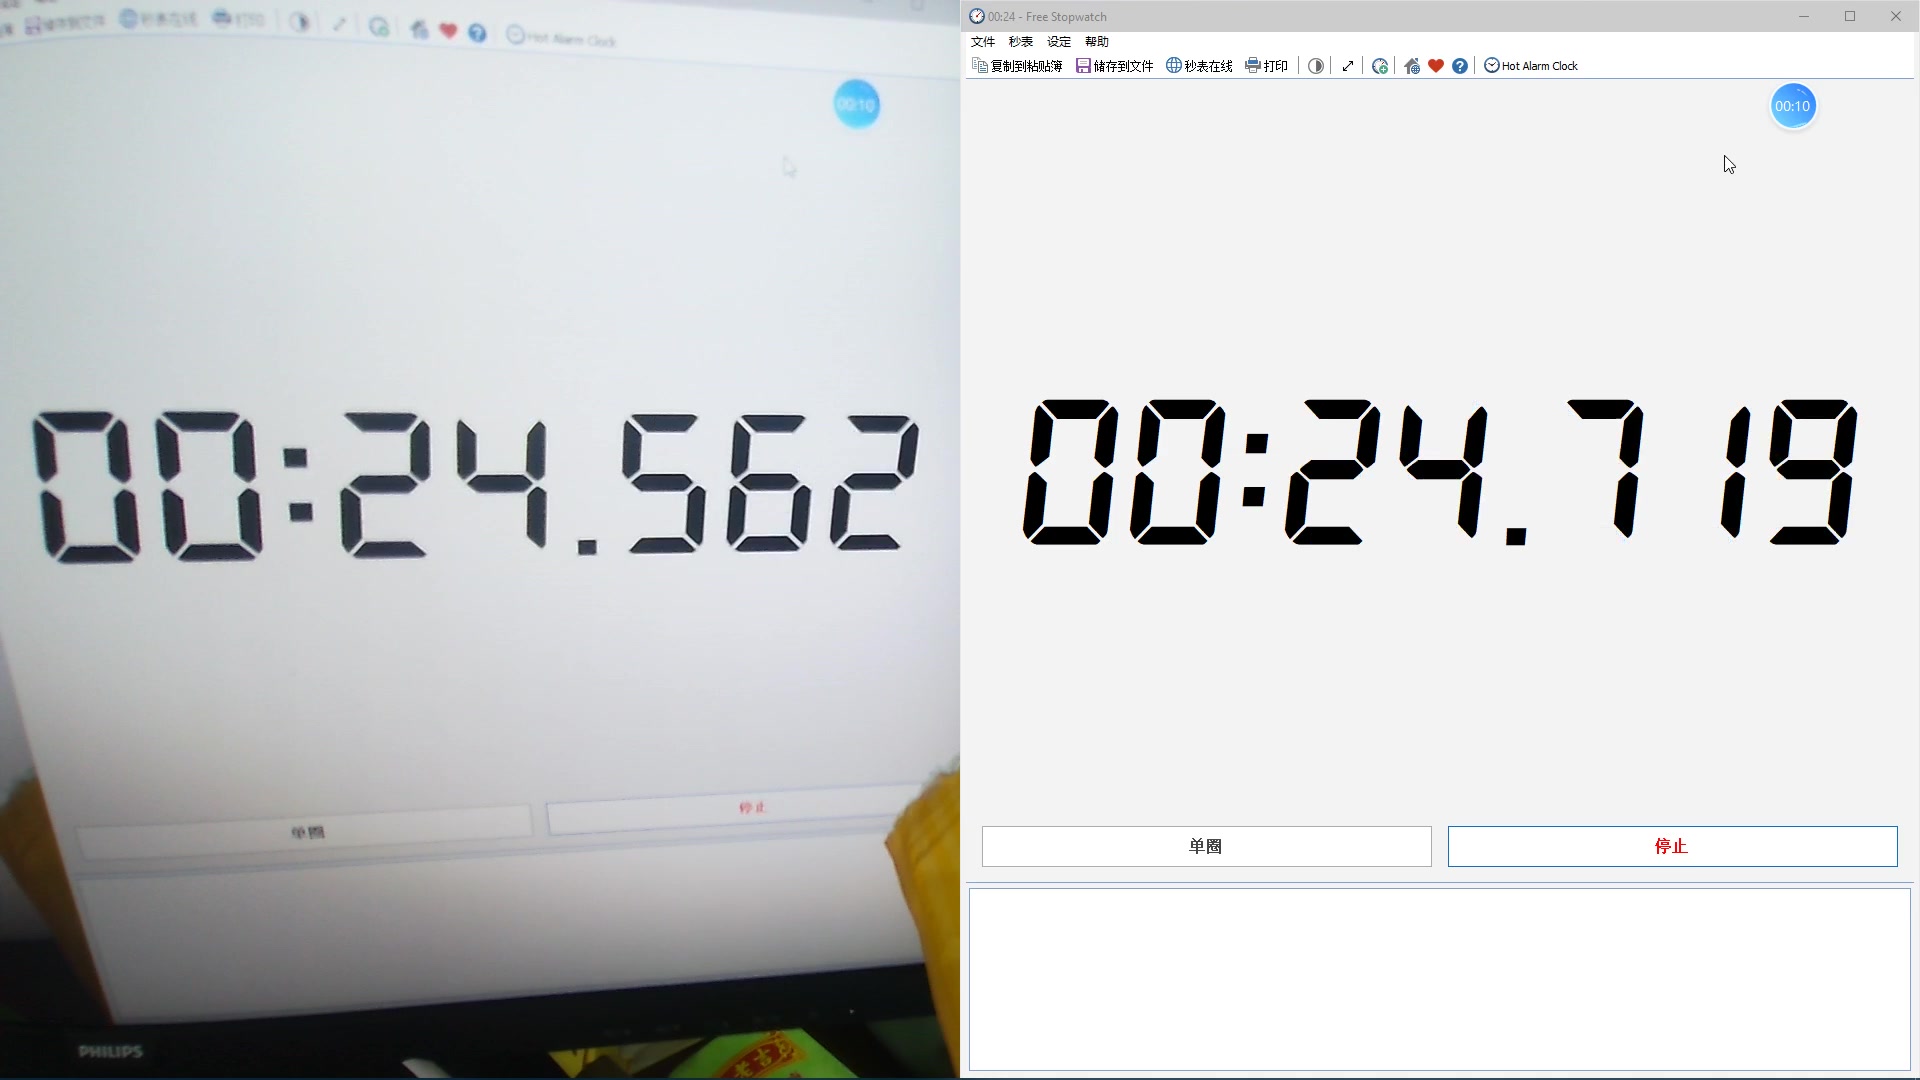 储存到文件 秒表在线 打印 Hot Alarm Clock
00:10
00:24.562
单圈 停止
PHILIPS
00:24 - Free Stopwatch
文件 秒表 设定 帮助
复制到粘贴簿 储存到文件 秒表在线 打印 Hot Alarm Clock
00:10
00:24.719
单圈 停止